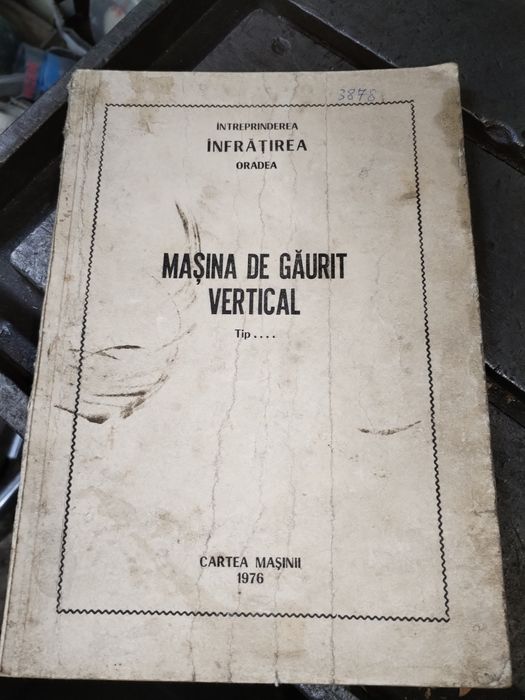 3878
ÎNTREPRINDEREA
ÎNFRĂȚIREA
ORADEA
MAȘINA DE GĂURIT
VERTICAL
Tip....
CARTEA MAȘINII
1976